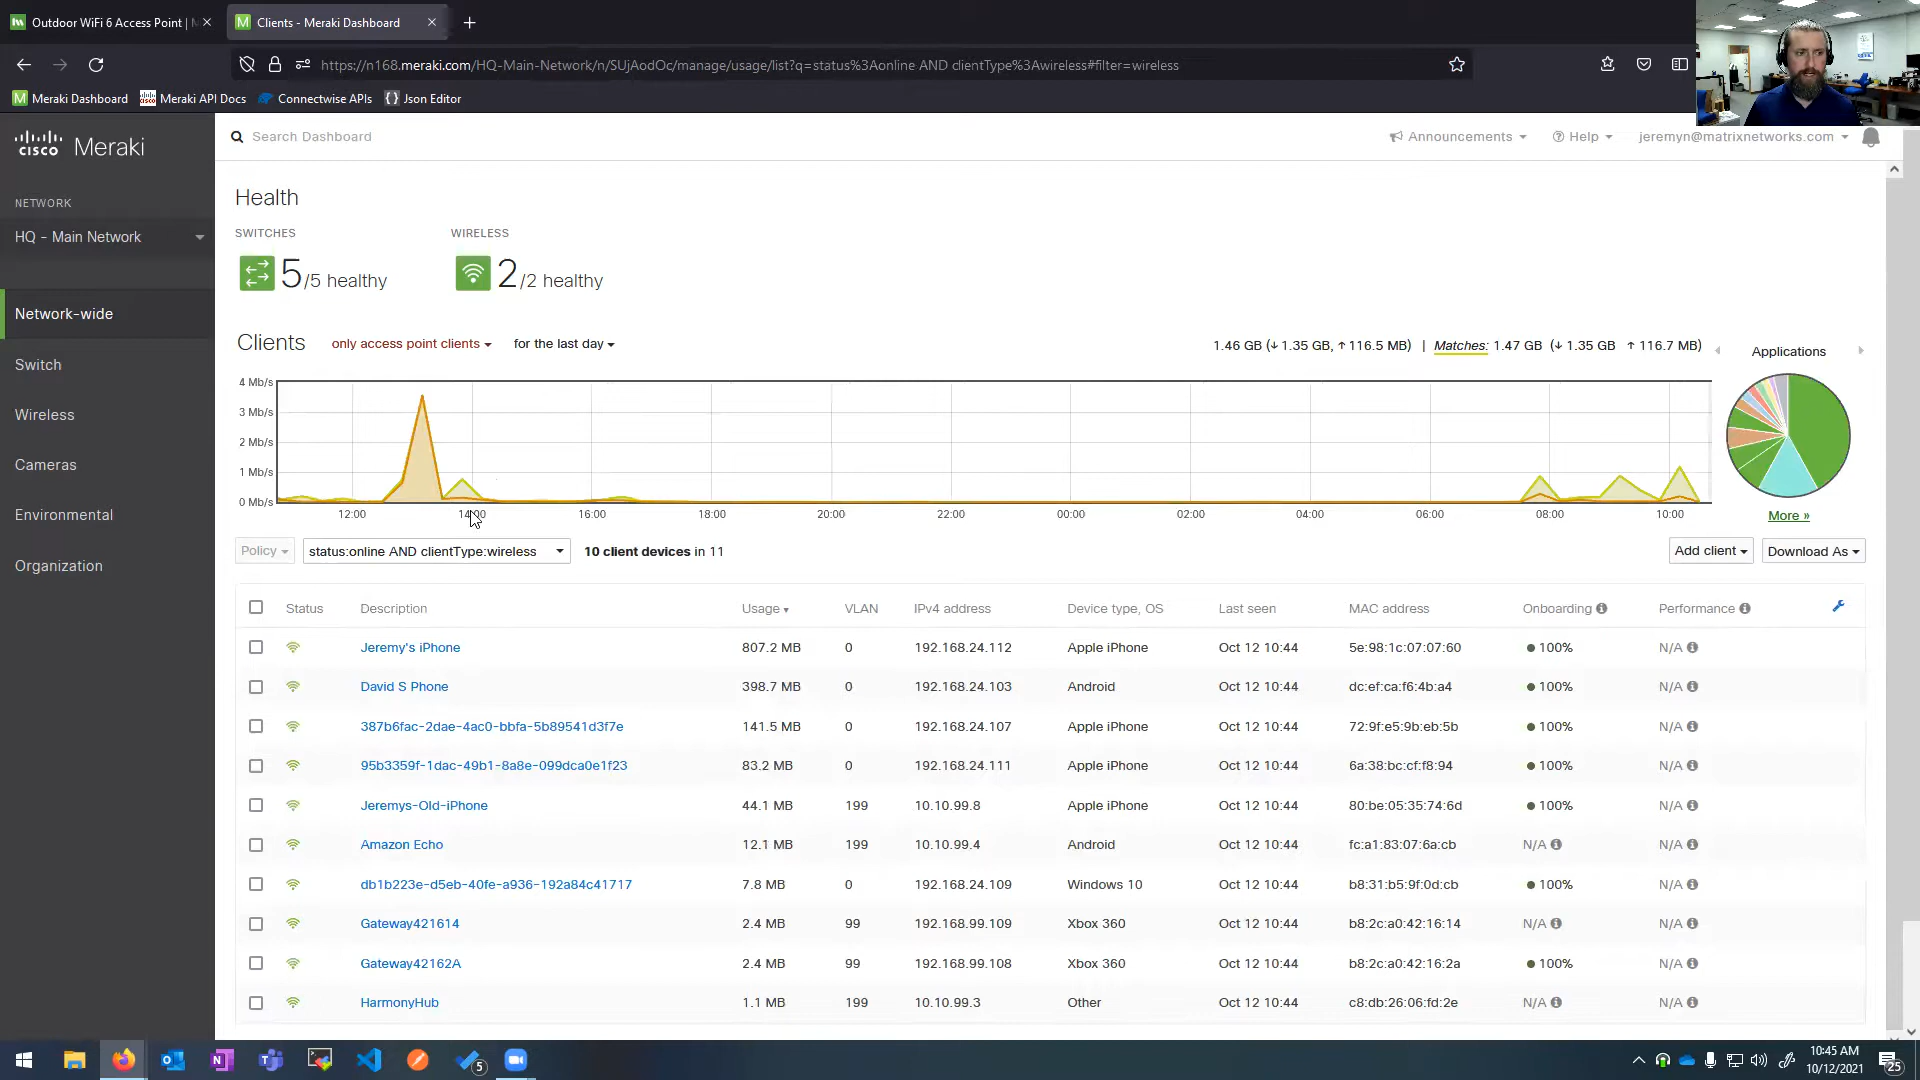 Outdoor WiFi 6 Access Point |
Clients - Meraki Dashboard
https://n168.meraki.com/HQ-Main-Network/n/SUjAodOc/manage/usage/list?q=status%3Aonline AND clientType%3Awireless#filter=wireless
Meraki Dashboard Meraki API Docs Connectwise APIs Json Editor
cisco Meraki
Search Dashboard
Announcements Help jeremyn@matrixnetworks.com
NETWORK
HQ - Main Network
Network-wide
Switch
Wireless
Cameras
Environmental
Organization
Health
SWITCHES WIRELESS
5/5 healthy 2/2 healthy
Clients only access point clients for the last day
1.46 GB (↓ 1.35 GB, ↑ 116.5 MB) | Matches: 1.47 GB (↓ 1.35 GB ↑ 116.7 MB)
Applications
4 Mb/s
3 Mb/s
2 Mb/s
1 Mb/s
0 Mb/s
12:00 14:00 16:00 18:00 20:00 22:00 00:00 02:00 04:00 06:00 08:00 10:00
More »
Policy status:online AND clientType:wireless 10 client devices in 11 Add client Download As
Status Description Usage VLAN IPv4 address Device type, OS Last seen MAC address Onboarding Performance
Jeremy's iPhone 807.2 MB 0 192.168.24.112 Apple iPhone Oct 12 10:44 5e:98:1c:07:07:60 100% N/A
David S Phone 398.7 MB 0 192.168.24.103 Android Oct 12 10:44 dc:ef:ca:f6:4b:a4 100% N/A
387b6fac-2dae-4ac0-bbfa-5b89541d3f7e 141.5 MB 0 192.168.24.107 Apple iPhone Oct 12 10:44 72:9f:e5:9b:eb:5b 100% N/A
95b3359f-1dac-49b1-8a8e-099dca0e1f23 83.2 MB 0 192.168.24.111 Apple iPhone Oct 12 10:44 6a:38:bc:cf:f8:94 100% N/A
Jeremys-Old-iPhone 44.1 MB 199 10.10.99.8 Apple iPhone Oct 12 10:44 80:be:05:35:74:6d 100% N/A
Amazon Echo 12.1 MB 199 10.10.99.4 Android Oct 12 10:44 fc:a1:83:07:6a:cb N/A N/A
db1b223e-d5eb-40fe-a936-192a84c41717 7.8 MB 0 192.168.24.109 Windows 10 Oct 12 10:44 b8:31:b5:9f:0d:cb 100% N/A
Gateway421614 2.4 MB 99 192.168.99.109 Xbox 360 Oct 12 10:44 b8:2c:a0:42:16:14 N/A N/A
Gateway42162A 2.4 MB 99 192.168.99.108 Xbox 360 Oct 12 10:44 b8:2c:a0:42:16:2a 100% N/A
HarmonyHub 1.1 MB 199 10.10.99.3 Other Oct 12 10:44 c8:db:26:06:fd:2e N/A N/A
5
10:45 AM
10/12/2021
25